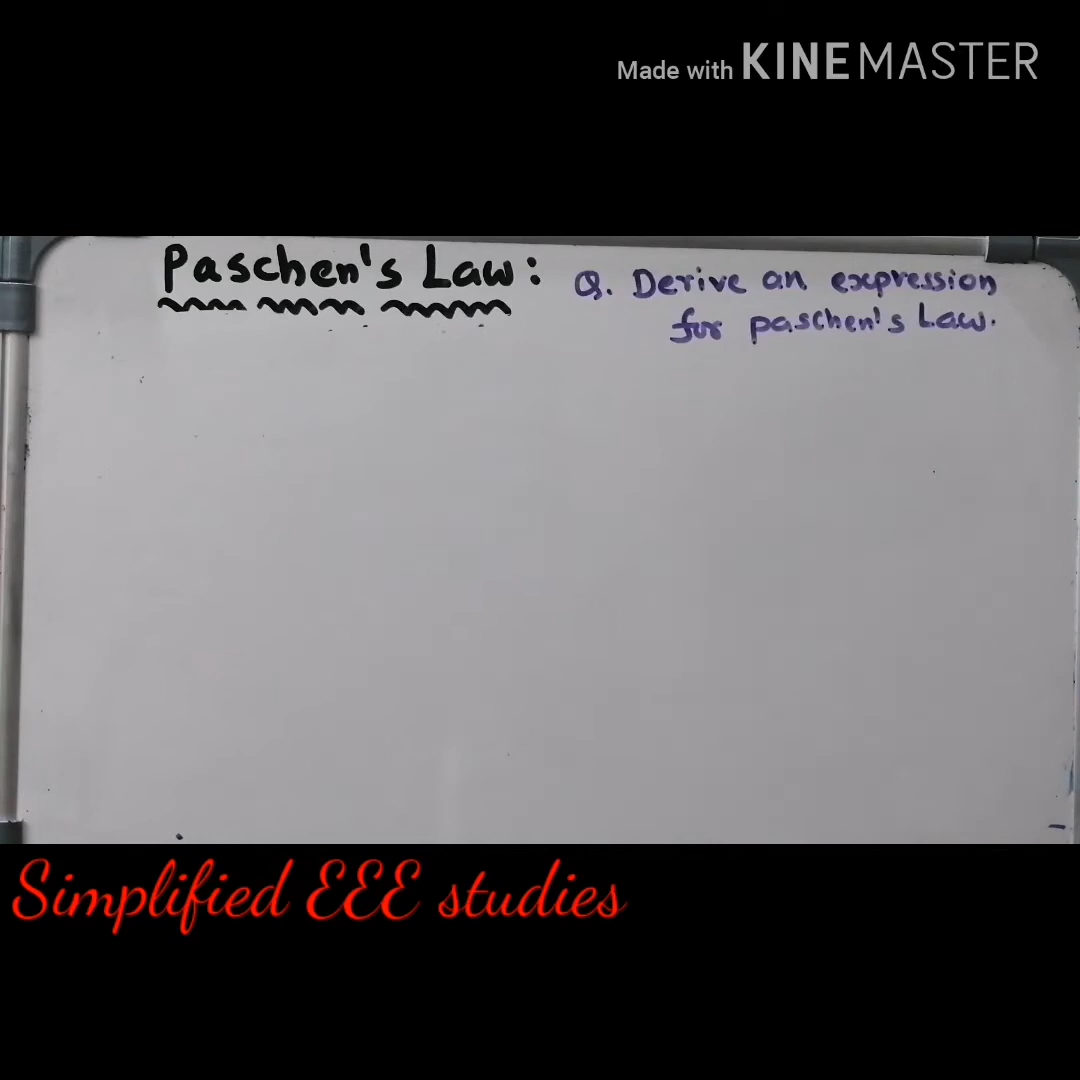 Made with KINEMASTER
Paschen's Law:
Q. Derive an expression
for paschen's Law.
Simplified EEE studies